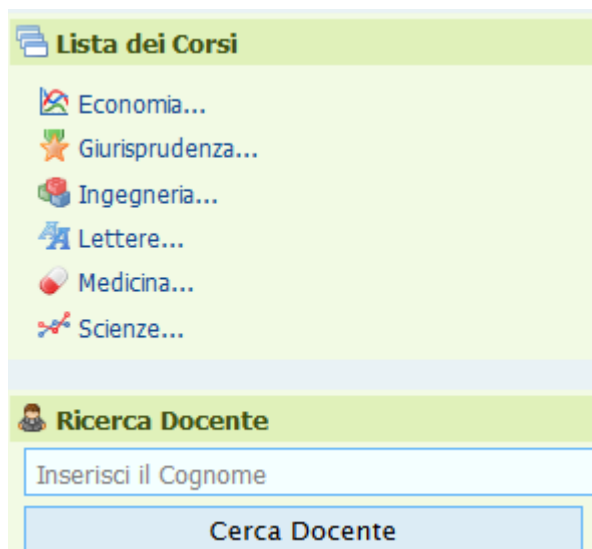 Lista dei Corsi
Economia...
Giurisprudenza...
Ingegneria...
Lettere...
Medicina...
Scienze...
Ricerca Docente
Inserisci il Cognome
Cerca Docente